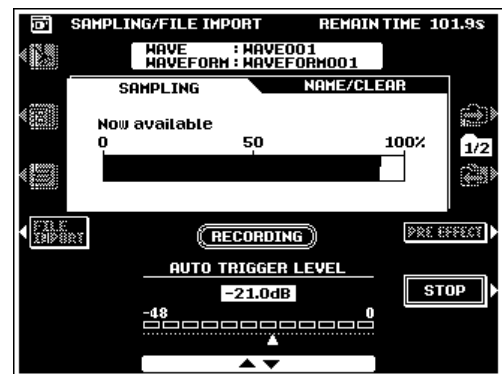 SAMPLING/FILE IMPORT REMAIN TIME 101.9s
WAVE : WAVE001
WAVEFORM : WAVEFORM001
SAMPLING NAME/CLEAR
Now available
0 50 100%
1/2
FILE IMPORT
RECORDING
PRE EFFECT
AUTO TRIGGER LEVEL
-21.0dB
STOP
-48 0